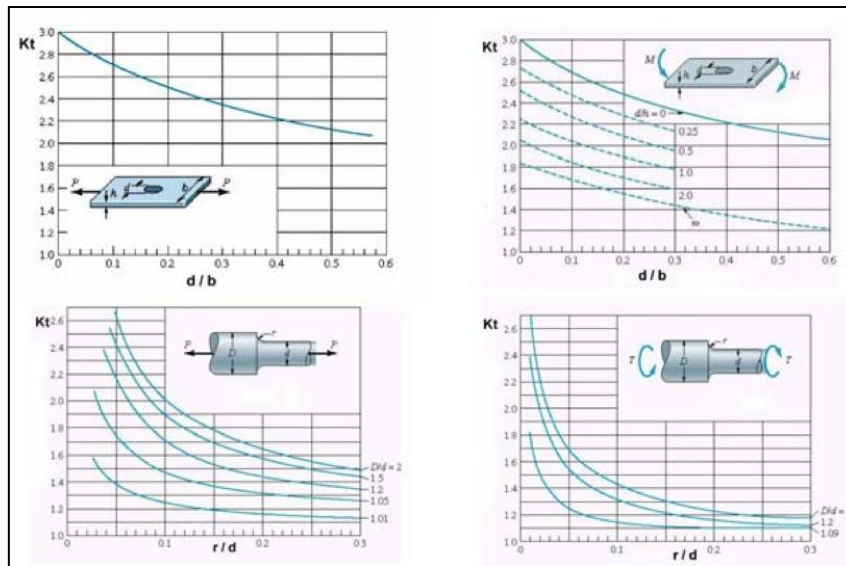 Kt
3.0
2.8
2.6
2.4
2.2
2.0
1.8
1.6
1.4
1.2
1.0
P
h
d
b
P
0 0.1 0.2 0.3 0.4 0.5 0.6
d / b
Kt
3.0
2.8
2.6
2.4
2.2
2.0
1.8
1.6
1.4
1.2
1.0
M
h
b
M
d/h = 0
0.25
0.5
1.0
2.0
∞
0 0.1 0.2 0.3 0.4 0.5 0.6
d / b
Kt
2.6
2.4
2.2
2.0
1.8
1.6
1.4
1.2
1.0
P
D
r
d
P
D/d = 2
1.5
1.2
1.05
1.01
0 0.1 0.2 0.3
r / d
Kt
2.6
2.4
2.2
2.0
1.8
1.6
1.4
1.2
1.0
T
D
r
d
T
D/d =
1.2
1.09
0 0.1 0.2 0.3
r / d